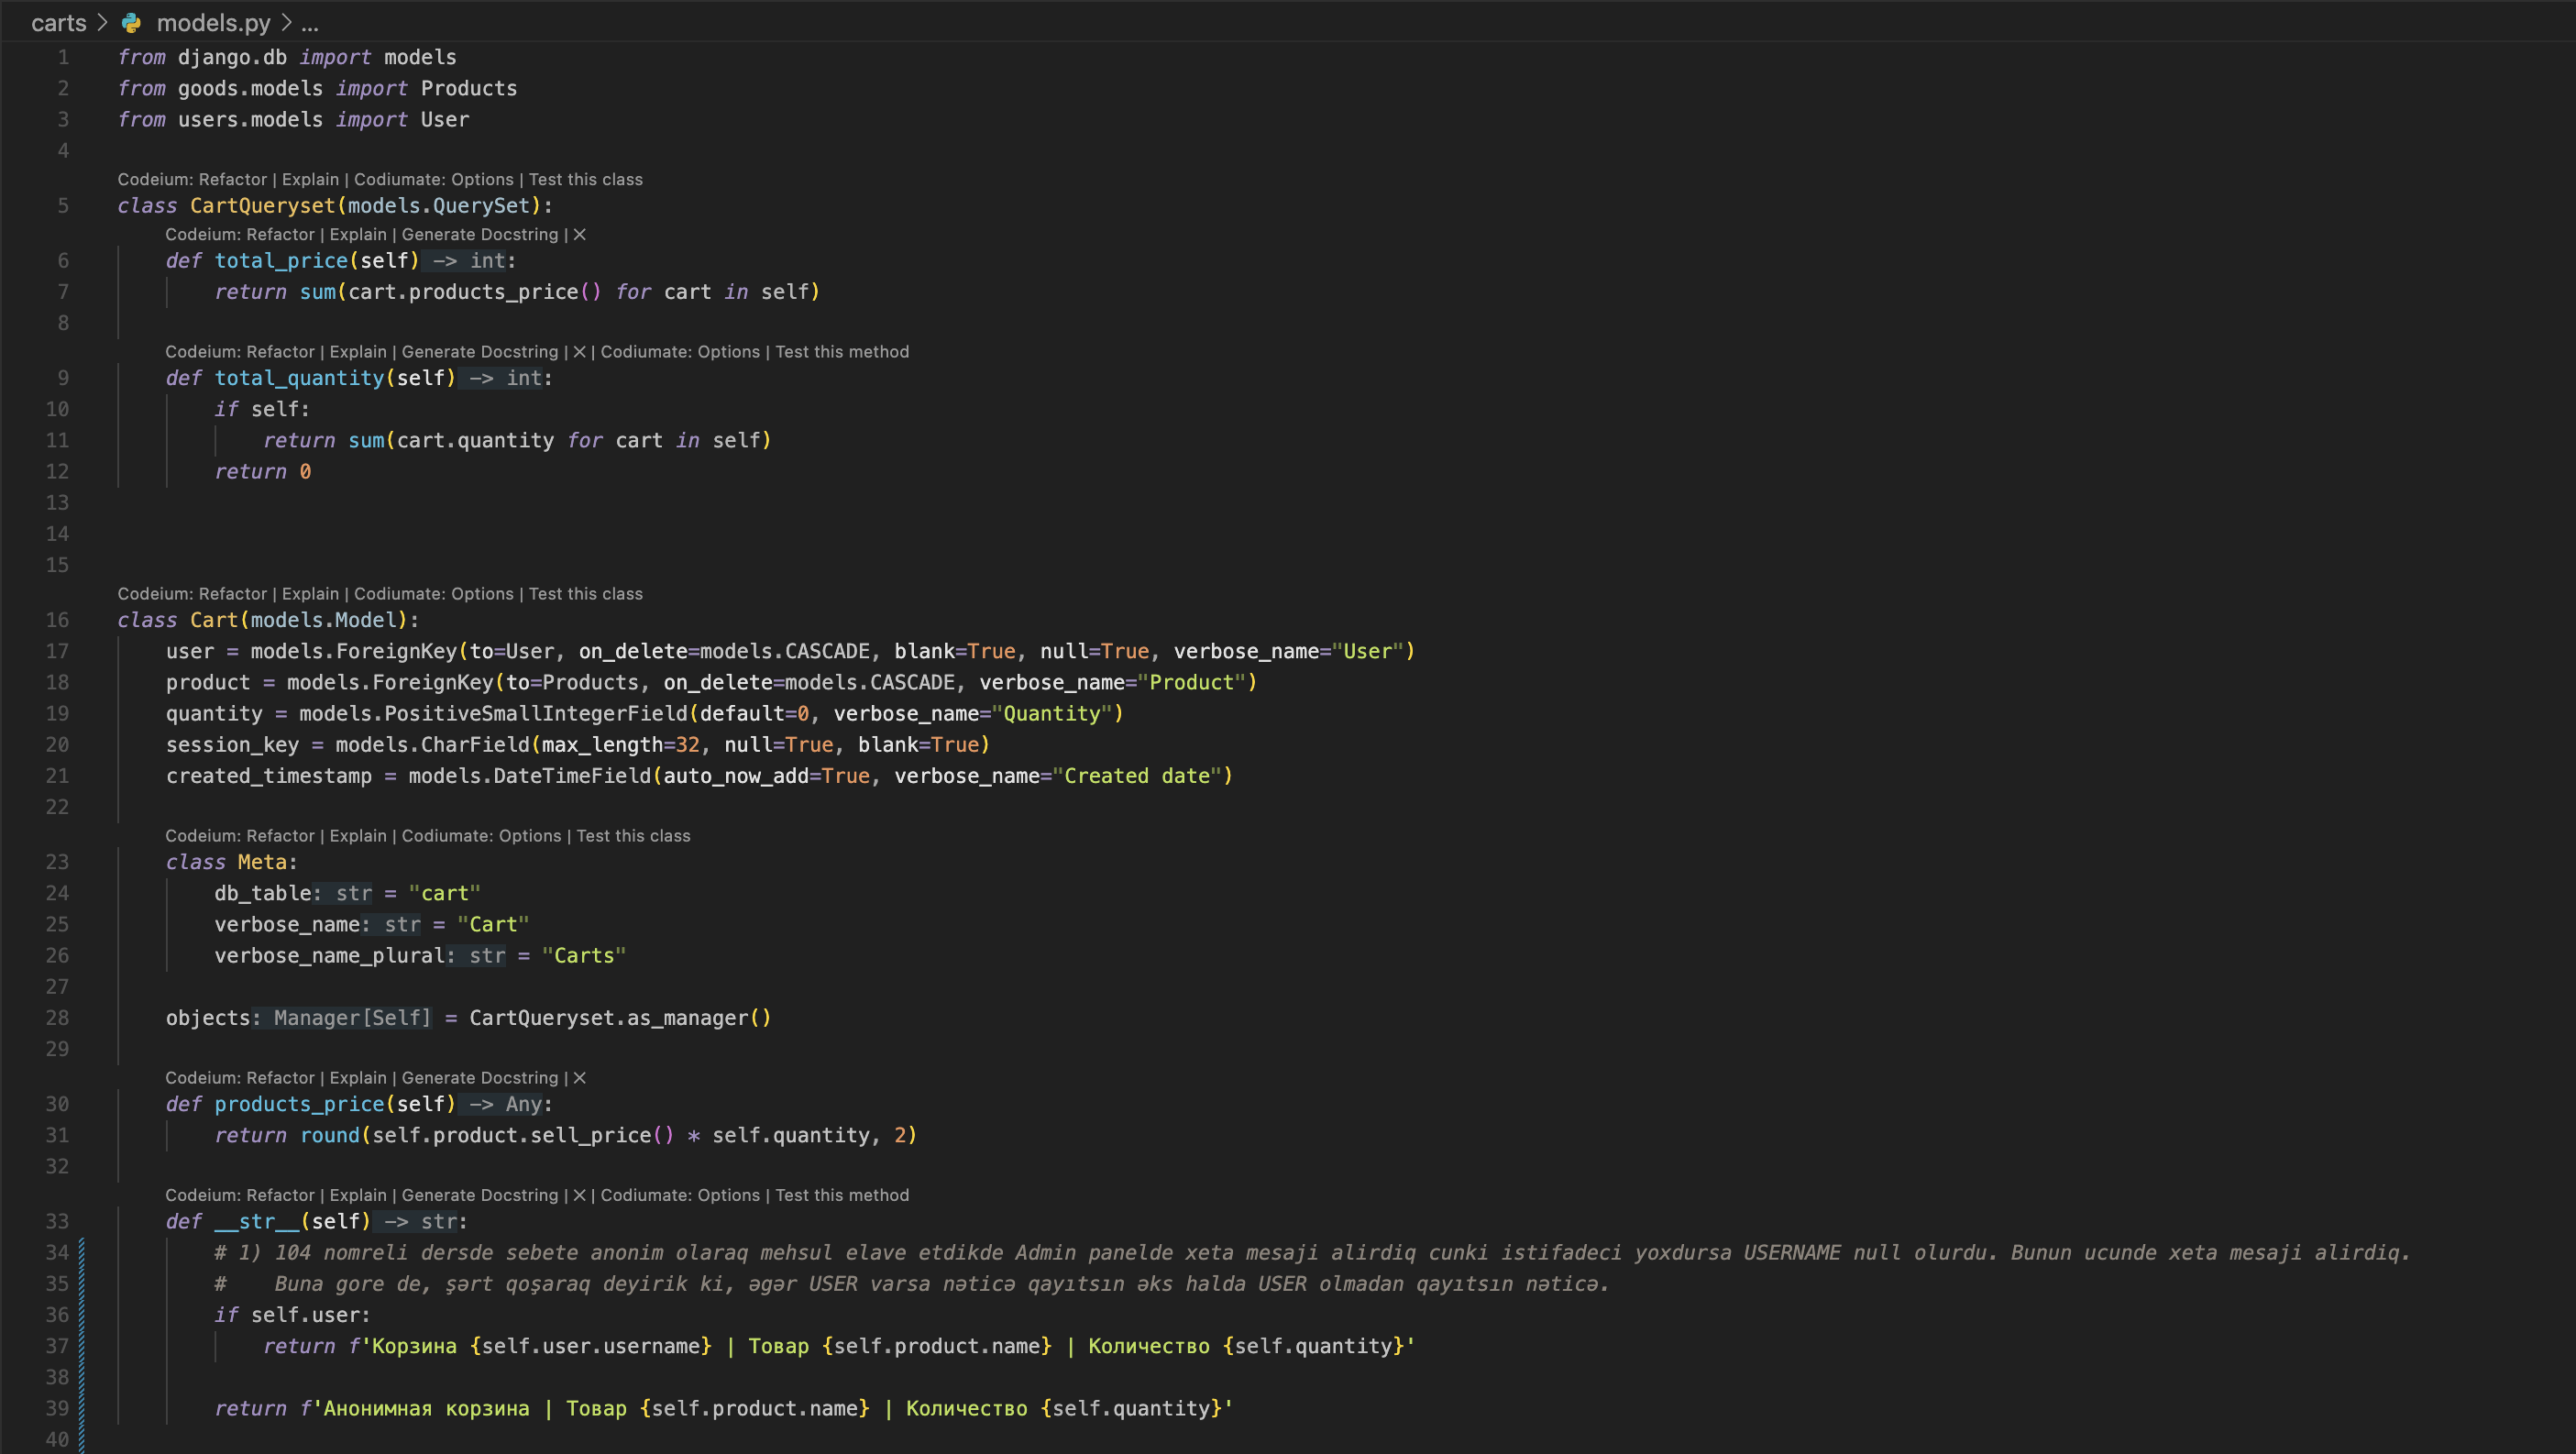 carts > models.py > ...
1 from django.db import models
2 from goods.models import Products
3 from users.models import User
4
Codeium: Refactor | Explain | Codiumate: Options | Test this class
5 class CartQueryset(models.QuerySet):
Codeium: Refactor | Explain | Generate Docstring | X
6 def total_price(self) -> int:
7 return sum(cart.products_price() for cart in self)
8
Codeium: Refactor | Explain | Generate Docstring | X | Codiumate: Options | Test this method
9 def total_quantity(self) -> int:
10 if self:
11 return sum(cart.quantity for cart in self)
12 return 0
13
14
15
Codeium: Refactor | Explain | Codiumate: Options | Test this class
16 class Cart(models.Model):
17 user = models.ForeignKey(to=User, on_delete=models.CASCADE, blank=True, null=True, verbose_name="User")
18 product = models.ForeignKey(to=Products, on_delete=models.CASCADE, verbose_name="Product")
19 quantity = models.PositiveSmallIntegerField(default=0, verbose_name="Quantity")
20 session_key = models.CharField(max_length=32, null=True, blank=True)
21 created_timestamp = models.DateTimeField(auto_now_add=True, verbose_name="Created date")
22
Codeium: Refactor | Explain | Codiumate: Options | Test this class
23 class Meta:
24 db_table: str = "cart"
25 verbose_name: str = "Cart"
26 verbose_name_plural: str = "Carts"
27
28 objects: Manager[Self] = CartQueryset.as_manager()
29
Codeium: Refactor | Explain | Generate Docstring | X
30 def products_price(self) -> Any:
31 return round(self.product.sell_price() * self.quantity, 2)
32
Codeium: Refactor | Explain | Generate Docstring | X | Codiumate: Options | Test this method
33 def __str__(self) -> str:
34 # 1) 104 nomreli dersde sebete anonim olaraq mehsul elave etdikde Admin panelde xeta mesaji alirdiq cunki istifadeci yoxdursa USERNAME null olurdu. Bunun ucunde xeta mesaji alirdiq.
35 # Buna gore de, şərt qoşaraq deyirik ki, əgər USER varsa nəticə qayıtsın əks halda USER olmadan qayıtsın nəticə.
36 if self.user:
37 return f'Корзина {self.user.username} | Товар {self.product.name} | Количество {self.quantity}'
38
39 return f'Анонимная корзина | Товар {self.product.name} | Количество {self.quantity}'
40